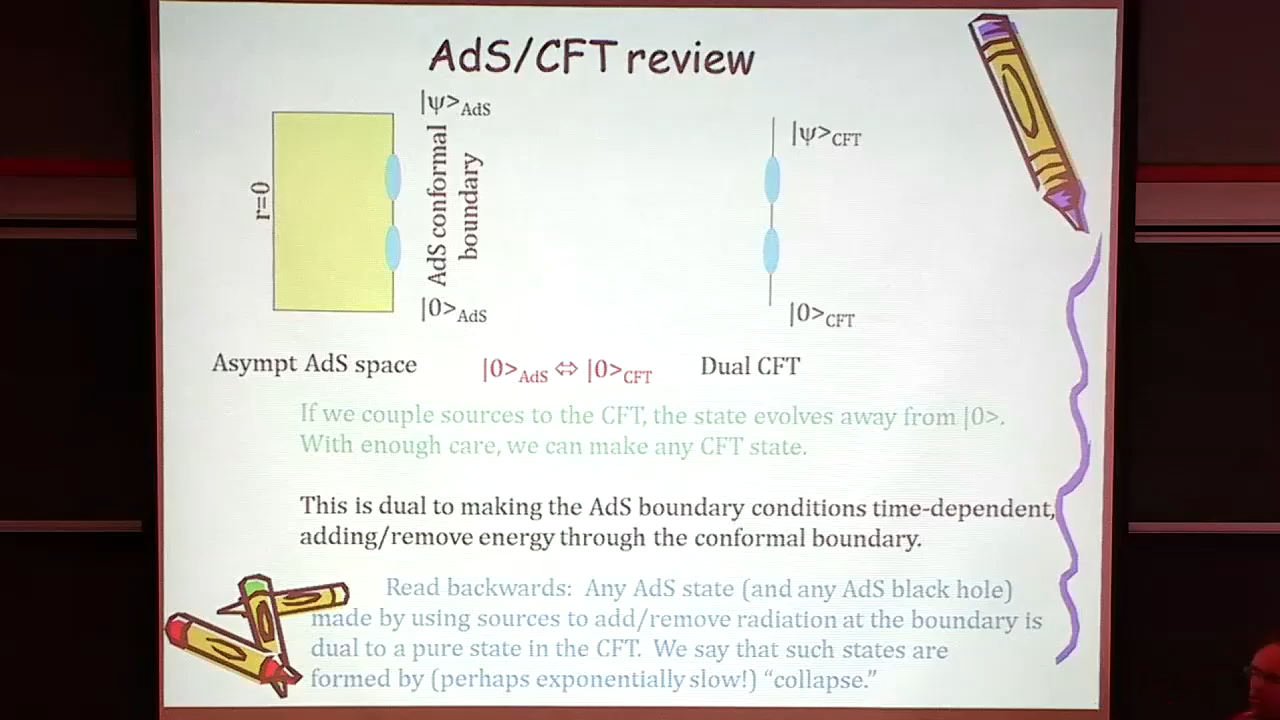 AdS/CFT review
|ψ>AdS
r=0
AdS conformal
boundary
|0>AdS
|ψ>CFT
|0>CFT
Asympt AdS space
|0>AdS ⇔ |0>CFT
Dual CFT
If we couple sources to the CFT, the state evolves away from |0>.
With enough care, we can make any CFT state.
This is dual to making the AdS boundary conditions time-dependent,
adding/remove energy through the conformal boundary.
Read backwards: Any AdS state (and any AdS black hole)
made by using sources to add/remove radiation at the boundary is
dual to a pure state in the CFT. We say that such states are
formed by (perhaps exponentially slow!) “collapse.”